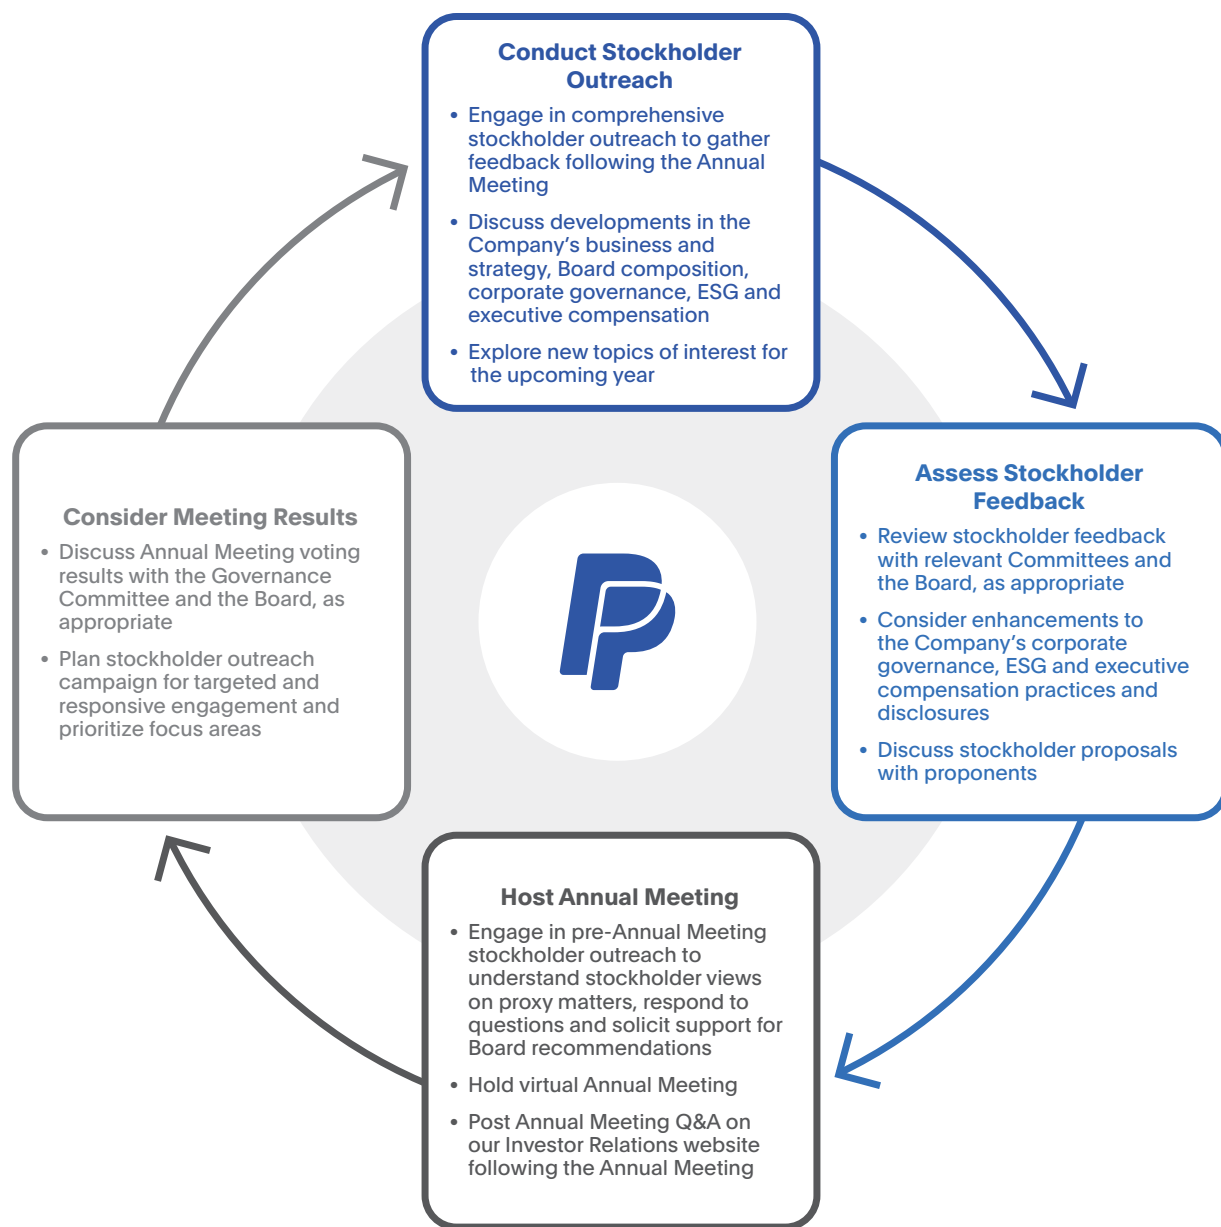 Conduct Stockholder
Outreach
• Engage in comprehensive
stockholder outreach to gather
feedback following the Annual
Meeting
• Discuss developments in the
Company’s business and
strategy, Board composition,
corporate governance, ESG and
executive compensation
• Explore new topics of interest for
the upcoming year
Assess Stockholder
Feedback
• Review stockholder feedback
with relevant Committees and
the Board, as appropriate
• Consider enhancements to
the Company’s corporate
governance, ESG and executive
compensation practices and
disclosures
• Discuss stockholder proposals
with proponents
Host Annual Meeting
• Engage in pre-Annual Meeting
stockholder outreach to
understand stockholder views
on proxy matters, respond to
questions and solicit support for
Board recommendations
• Hold virtual Annual Meeting
• Post Annual Meeting Q&A on
our Investor Relations website
following the Annual Meeting
Consider Meeting Results
• Discuss Annual Meeting voting
results with the Governance
Committee and the Board, as
appropriate
• Plan stockholder outreach
campaign for targeted and
responsive engagement and
prioritize focus areas